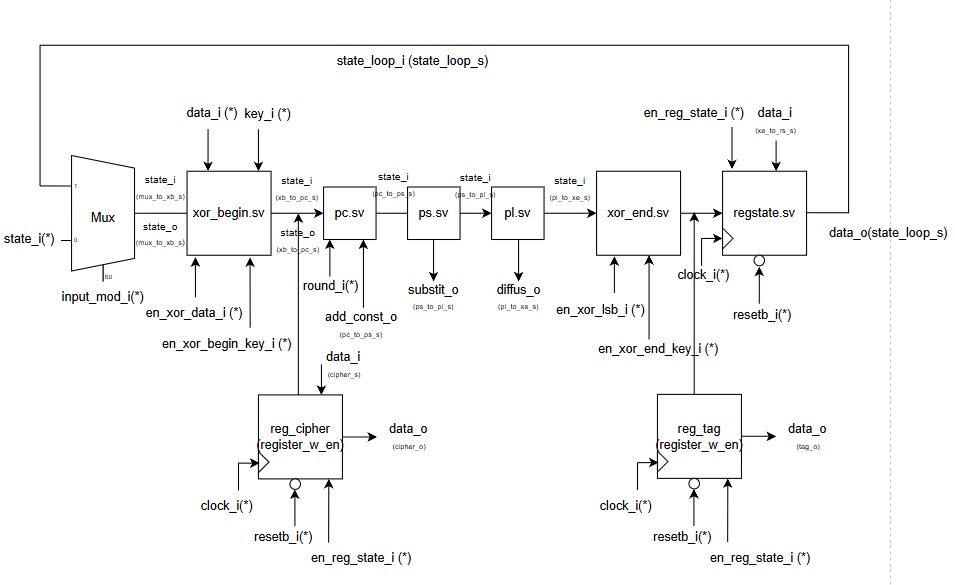 state_loop_i (state_loop_s)
data_i (*)
key_i (*)
en_reg_state_i (*)
data_i
(xe_to_rs_s)
state_i
(mux_to_xb_s)
state_i
(xb_to_pc_s)
state_i
(pc_to_ps_s)
state_i
(ps_to_pl_s)
state_i
(pl_to_xe_s)
1
Mux
xor_begin.sv
pc.sv
ps.sv
pl.sv
xor_end.sv
regstate.sv
state_o
(mux_to_xb_s)
state_o
(xb_to_pc_s)
state_i(*)
0
data_o(state_loop_s)
S0
input_mod_i(*)
clock_i(*)
round_i(*)
substit_o
(ps_to_pl_s)
diffus_o
(pl_to_xe_s)
en_xor_data_i (*)
add_const_o
(pc_to_ps_s)
en_xor_lsb_i (*)
resetb_i(*)
en_xor_begin_key_i (*)
en_xor_end_key_i (*)
data_i
(cipher_s)
reg_cipher
(register_w_en)
data_o
(cipher_o)
reg_tag
(register_w_en)
data_o
(tag_o)
clock_i(*)
resetb_i(*)
en_reg_state_i (*)
clock_i(*)
resetb_i(*)
en_reg_state_i (*)